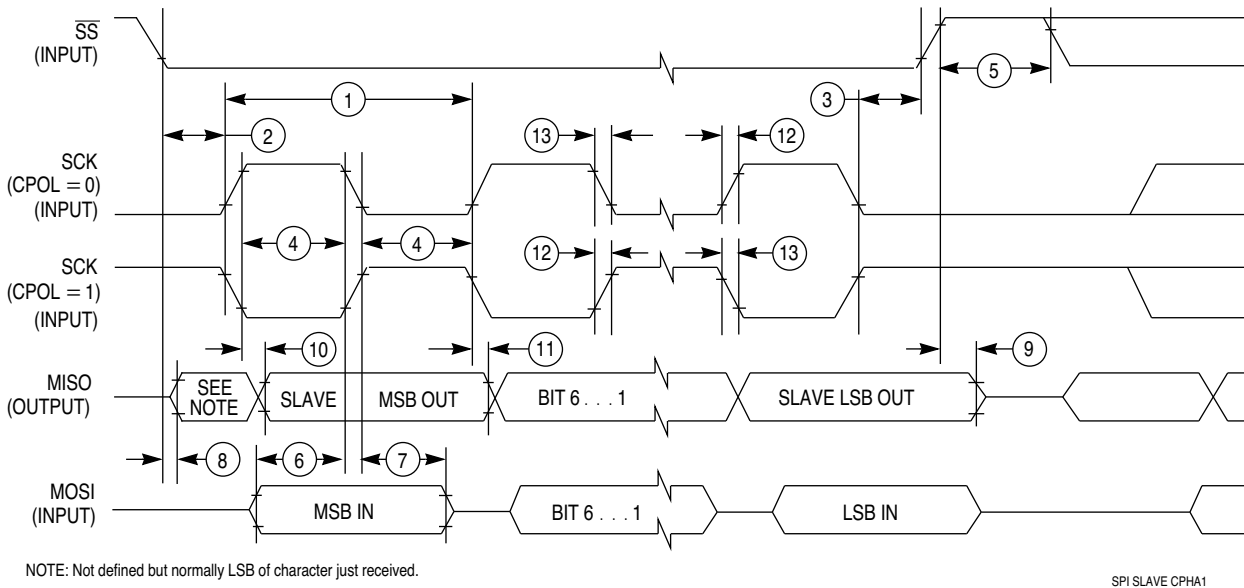 SS
(INPUT)
5
1
3
2
13
12
SCK
(CPOL = 0)
(INPUT)
4
4
SCK
(CPOL = 1)
(INPUT)
12
13
10
11
9
MISO
(OUTPUT)
SEE
NOTE
SLAVE
MSB OUT
BIT 6 . . . 1
SLAVE LSB OUT
8
6
7
MOSI
(INPUT)
MSB IN
BIT 6 . . . 1
LSB IN
NOTE: Not defined but normally LSB of character just received.
SPI SLAVE CPHA1